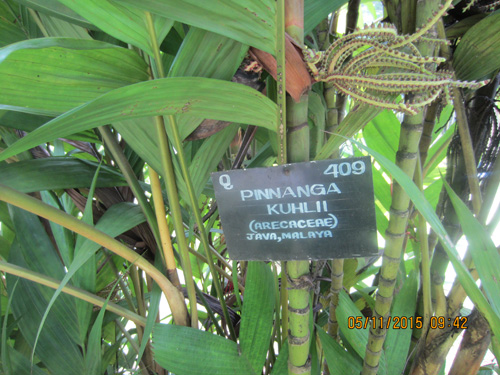 Q 409
PINNANGA
KUHLII
(ARECACEAE)
JAVA, MALAYA
05/11/2015 09:42